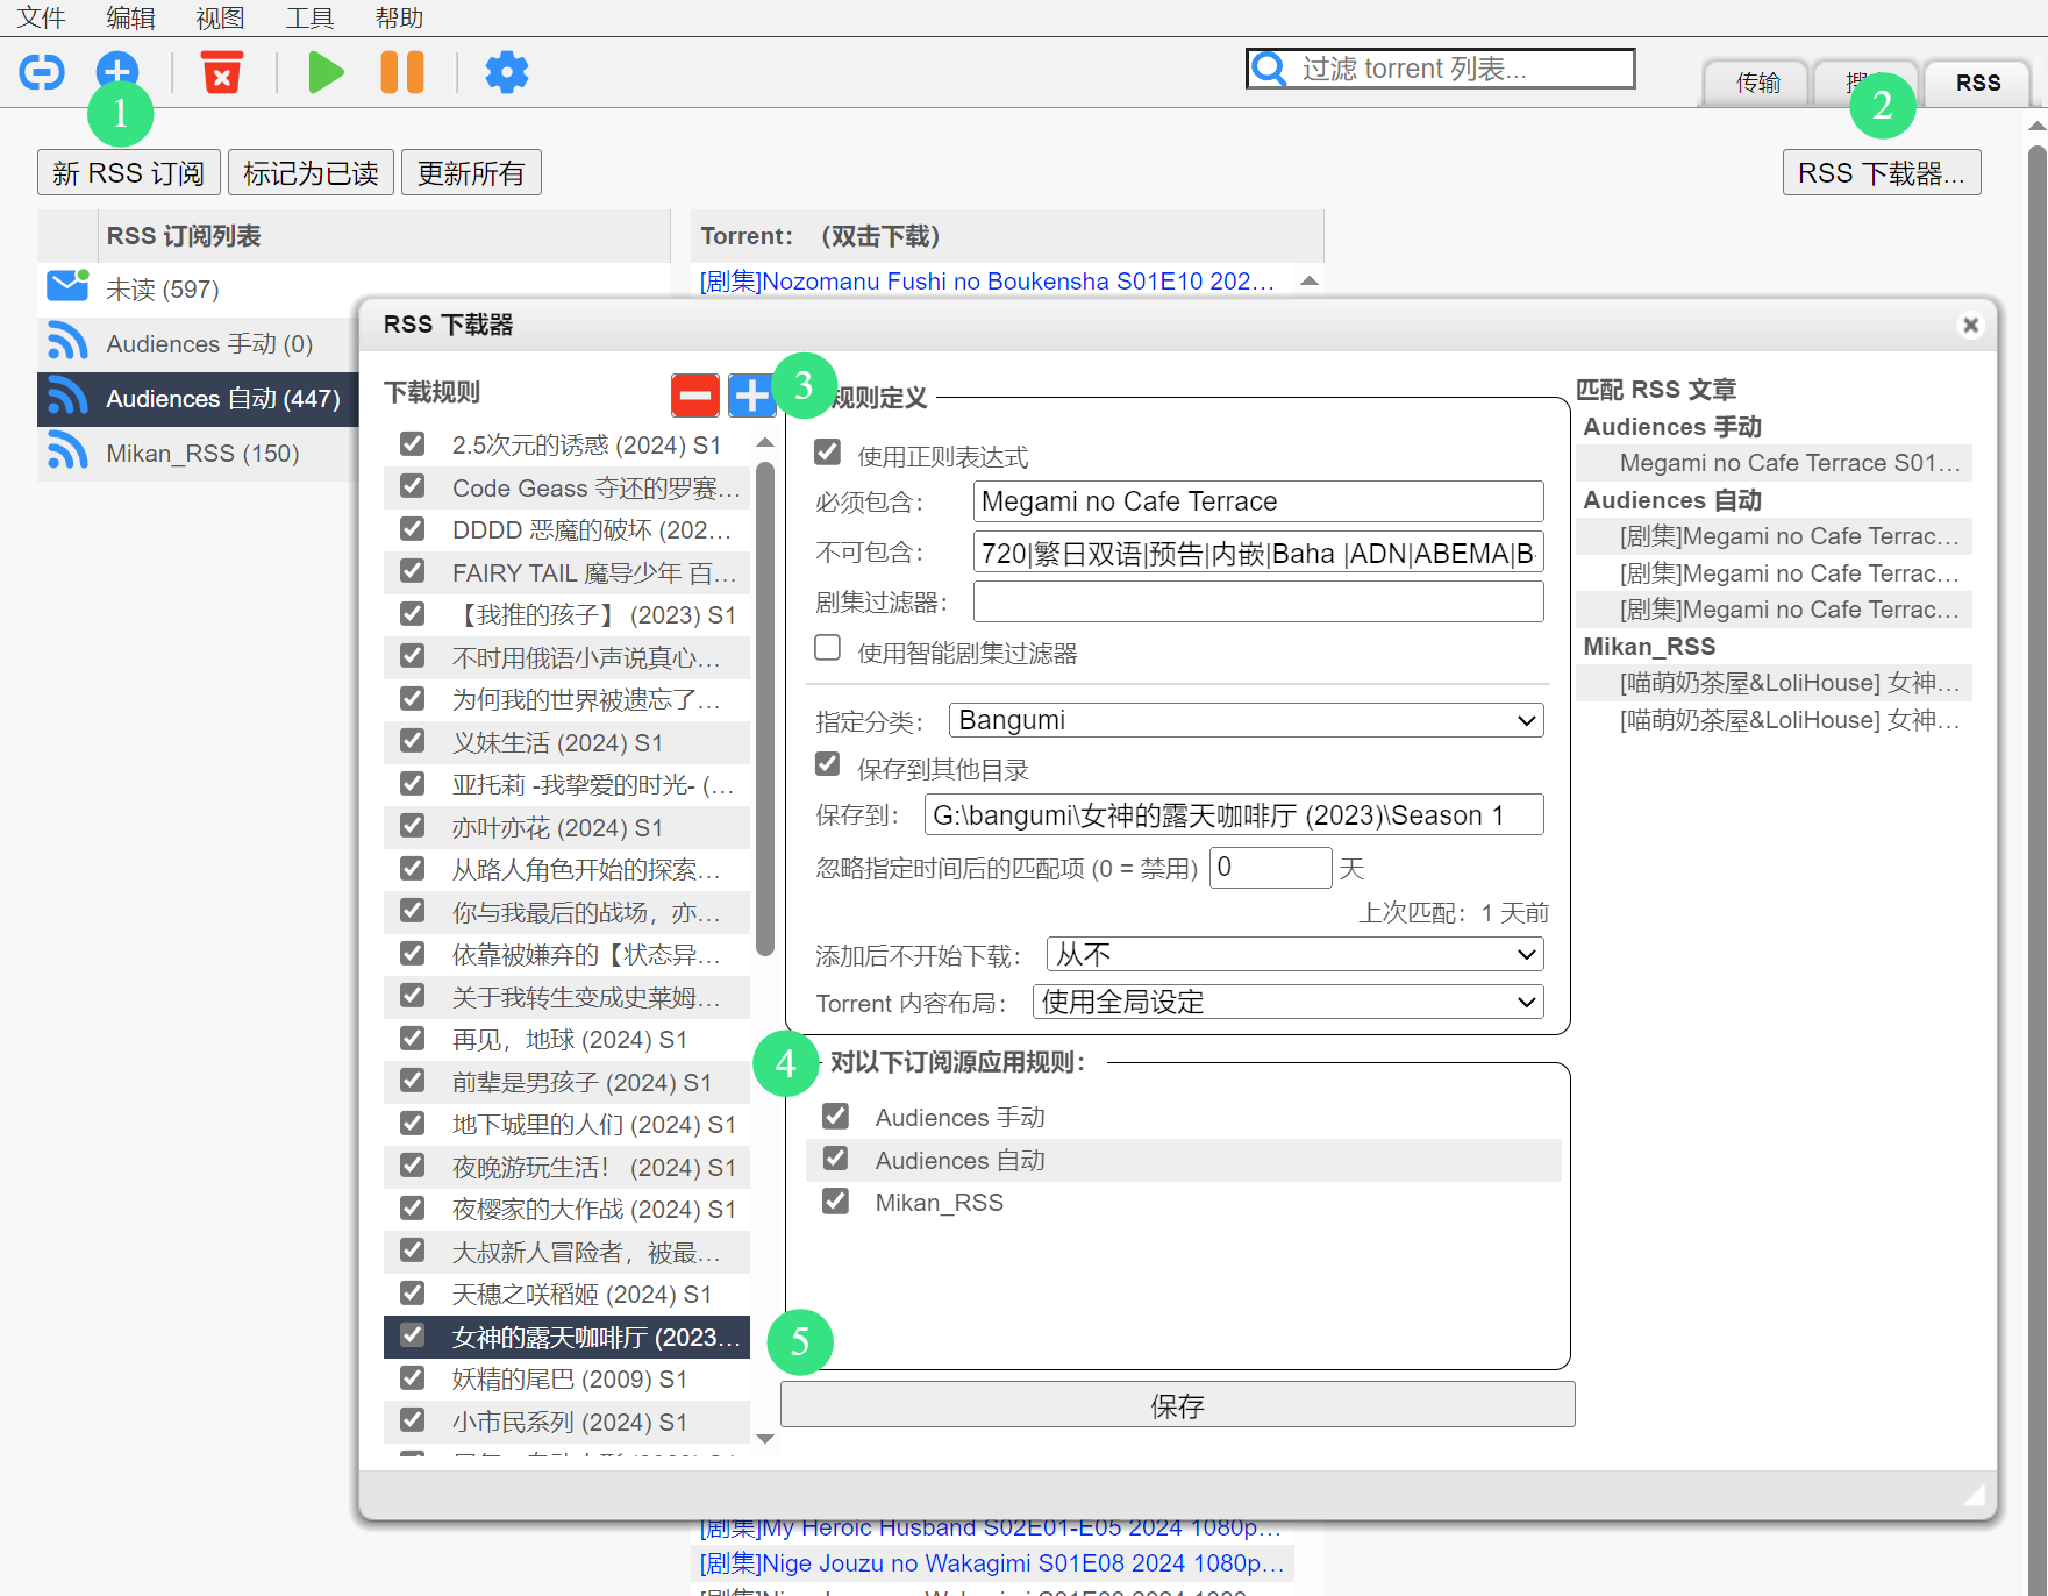 文件 编辑 视图 工具 帮助
过滤 torrent 列表...
传输
RSS
1
2
新 RSS 订阅 标记为已读 更新所有
RSS 下载器...
RSS 订阅列表
Torrent: （双击下载）
未读 (597)
[剧集]Nozomanu Fushi no Boukensha S01E10 202...
Audiences 手动 (0)
Audiences 自动 (447)
Mikan_RSS (150)
RSS 下载器
下载规则
3
2.5次元的诱惑 (2024) S1
Code Geass 夺还的罗赛...
DDDD 恶魔的破坏 (202...
FAIRY TAIL 魔导少年 百...
【我推的孩子】 (2023) S1
不时用俄语小声说真心...
为何我的世界被遗忘了...
义妹生活 (2024) S1
亚托莉 -我挚爱的时光- (...
亦叶亦花 (2024) S1
从路人角色开始的探索...
你与我最后的战场，亦...
依靠被嫌弃的【状态异...
关于我转生变成史莱姆...
再见，地球 (2024) S1
前辈是男孩子 (2024) S1
地下城里的人们 (2024) S1
夜晚游玩生活！ (2024) S1
夜樱家的大作战 (2024) S1
大叔新人冒险者，被最...
天穗之咲稻姬 (2024) S1
女神的露天咖啡厅 (2023...
妖精的尾巴 (2009) S1
小市民系列 (2024) S1
规则定义
使用正则表达式
必须包含： Megami no Cafe Terrace
不可包含： 720|繁日双语|预告|内嵌|Baha |ADN|ABEMA|B-
剧集过滤器：
使用智能剧集过滤器
指定分类： Bangumi
保存到其他目录
保存到： G:\bangumi\女神的露天咖啡厅 (2023)\Season 1
忽略指定时间后的匹配项 (0 = 禁用) 0 天
上次匹配：1 天前
添加后不开始下载： 从不
Torrent 内容布局： 使用全局设定
4
对以下订阅源应用规则：
Audiences 手动
Audiences 自动
Mikan_RSS
5
保存
匹配 RSS 文章
Audiences 手动
Megami no Cafe Terrace S01...
Audiences 自动
[剧集]Megami no Cafe Terrac...
[剧集]Megami no Cafe Terrac...
[剧集]Megami no Cafe Terrac...
Mikan_RSS
[喵萌奶茶屋&LoliHouse] 女神...
[喵萌奶茶屋&LoliHouse] 女神...
[剧集]My Heroic Husband S02E01-E05 2024 1080p...
[剧集]Nige Jouzu no Wakagimi S01E08 2024 1080p...